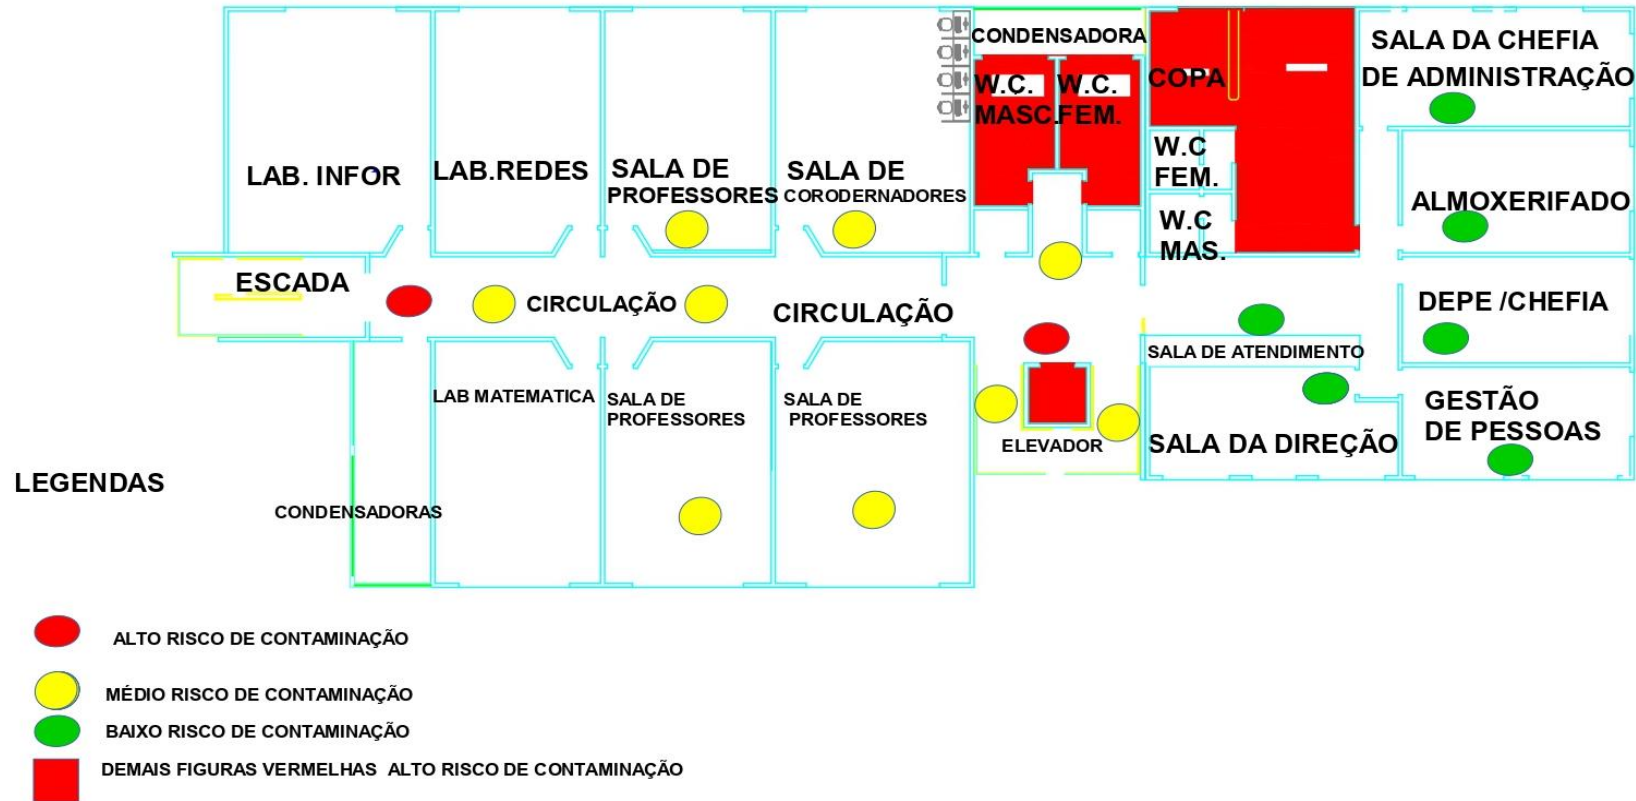 CONDENSADORA
SALA DA CHEFIA
DE ADMINISTRAÇÃO
COPA
W.C.
MASC.
W.C.
FEM.
LAB. INFOR
LAB.REDES
SALA DE
PROFESSORES
SALA DE
CORODERNADORES
W.C
FEM.
ALMOXERIFADO
W.C
MAS.
ESCADA
CIRCULAÇÃO
CIRCULAÇÃO
DEPE /CHEFIA
SALA DE ATENDIMENTO
LAB MATEMATICA
SALA DE
PROFESSORES
SALA DE
PROFESSORES
ELEVADOR
SALA DA DIREÇÃO
GESTÃO
DE PESSOAS
LEGENDAS
CONDENSADORAS
ALTO RISCO DE CONTAMINAÇÃO
MÉDIO RISCO DE CONTAMINAÇÃO
BAIXO RISCO DE CONTAMINAÇÃO
DEMAIS FIGURAS VERMELHAS ALTO RISCO DE CONTAMINAÇÃO